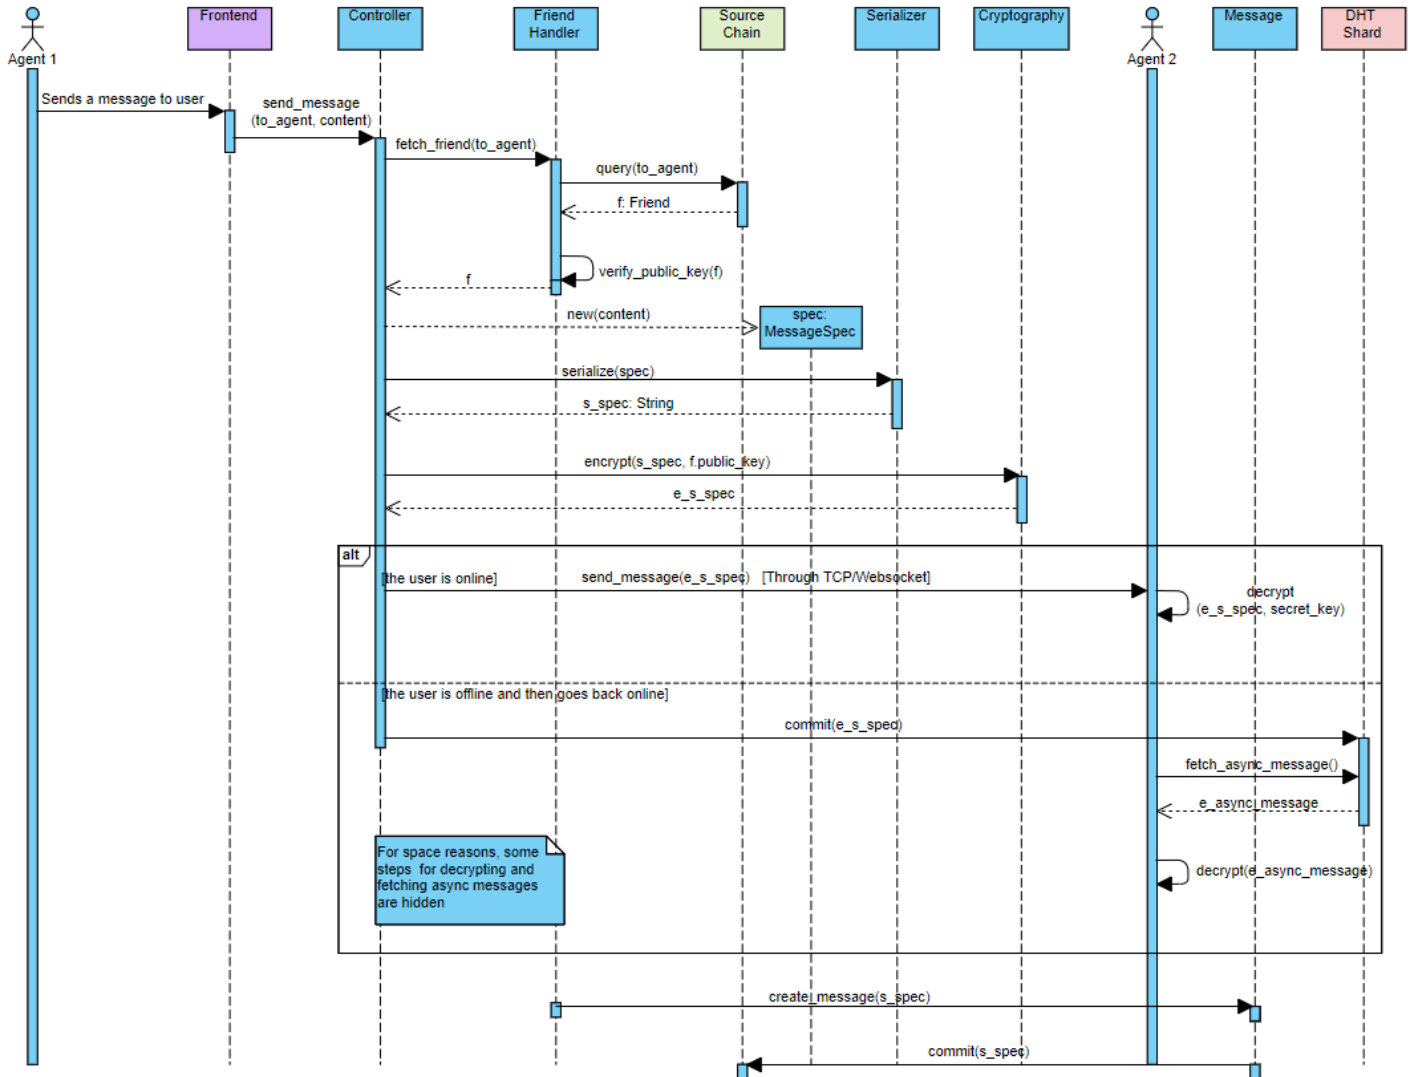 Frontend
Controller
Friend
Handler
Source
Chain
Serializer
Cryptography
Message
DHT
Shard
Agent 1
Agent 2
Sends a message to user
send_message
(to_agent, content)
fetch_friend(to_agent)
query(to_agent)
f: Friend
verify_public_key(f)
f
new(content)
spec:
MessageSpec
serialize(spec)
s_spec: String
encrypt(s_spec, f.public_key)
e_s_spec
alt
[the user is online]
send_message(e_s_spec) [Through TCP/Websocket]
decrypt
(e_s_spec, secret_key)
[the user is offline and then goes back online]
commit(e_s_spec)
fetch_async_message()
e_async_message
For space reasons, some
steps for decrypting and
fetching async messages
are hidden
decrypt(e_async_message)
create_message(s_spec)
commit(s_spec)